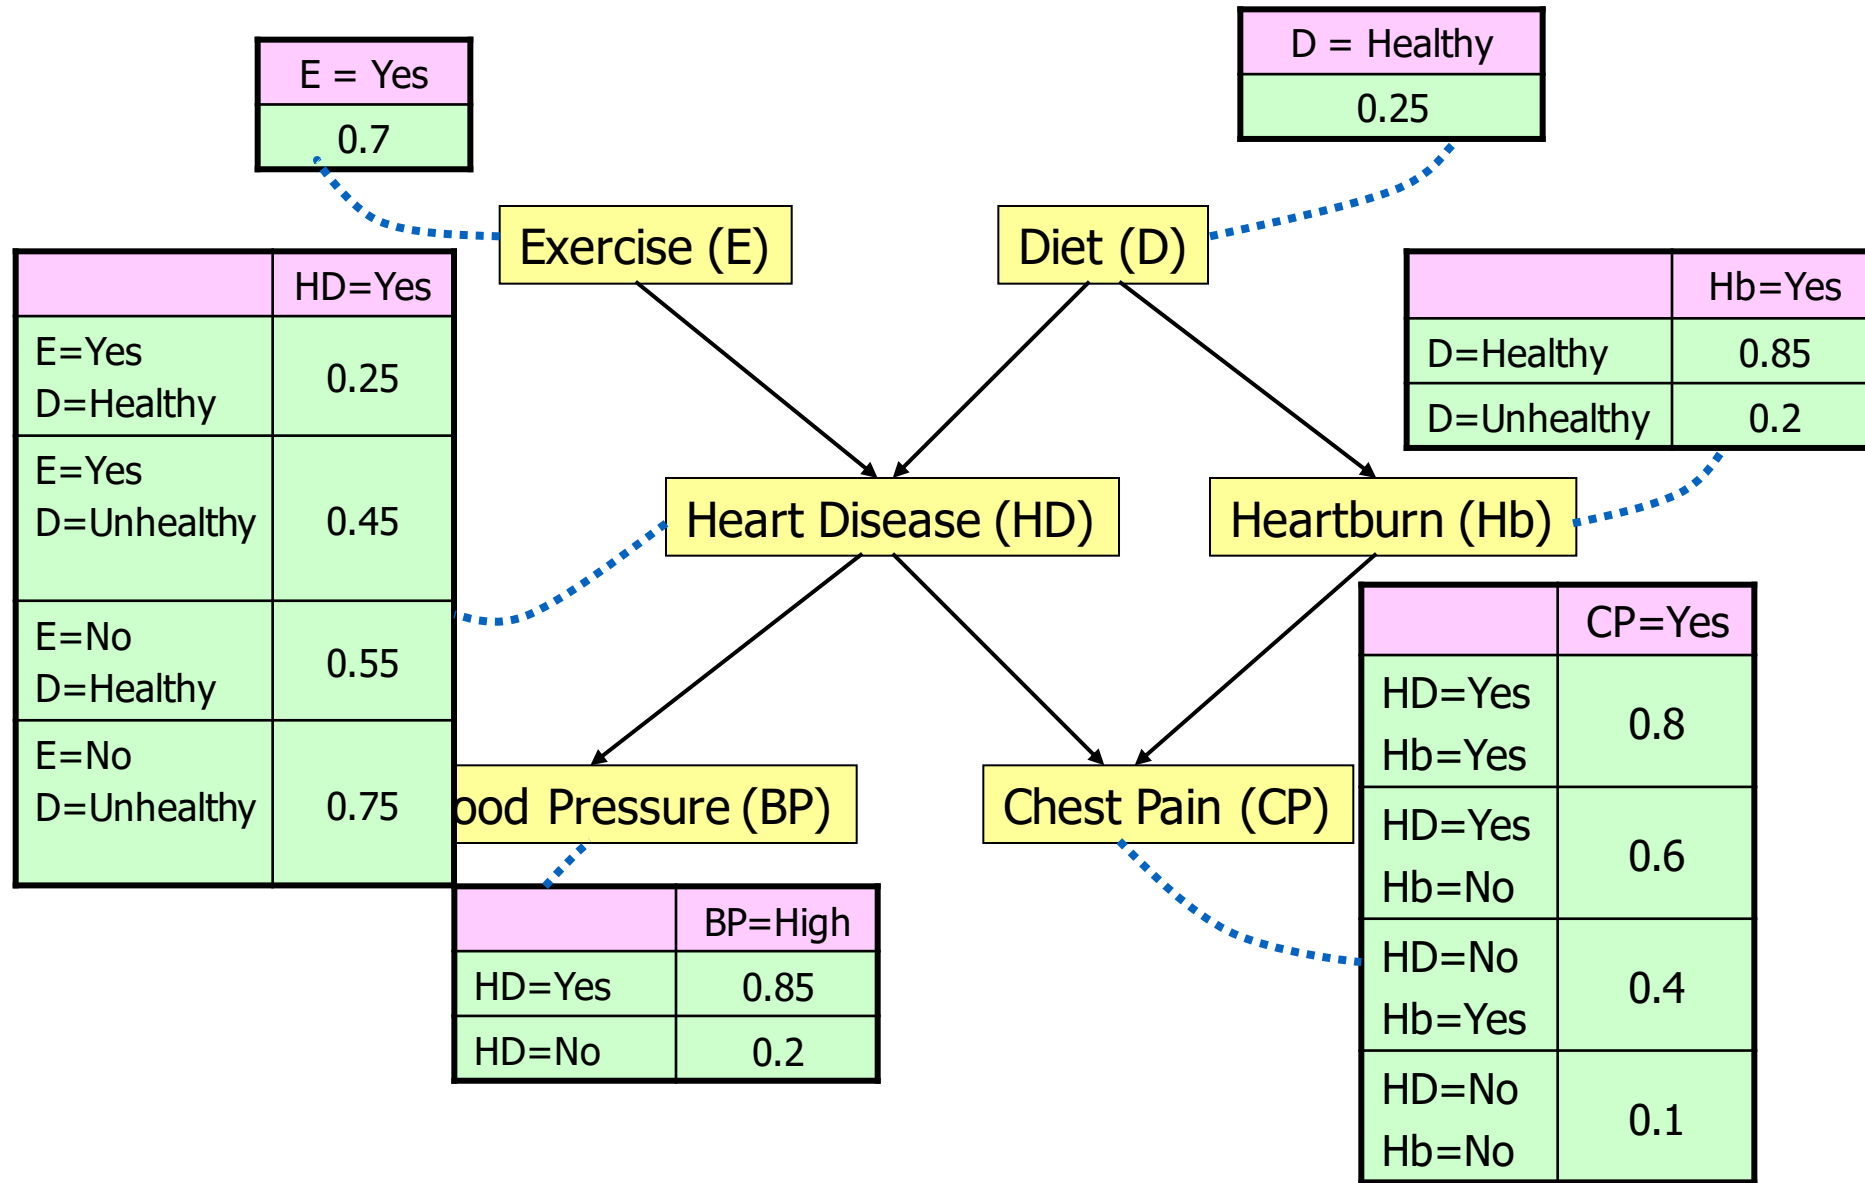 E = Yes
0.7
D = Healthy
0.25
Exercise (E)
Diet (D)
HD=Yes
E=Yes
D=Healthy
0.25
E=Yes
D=Unhealthy
0.45
E=No
D=Healthy
0.55
E=No
D=Unhealthy
0.75
Hb=Yes
D=Healthy
0.85
D=Unhealthy
0.2
Heart Disease (HD)
Heartburn (Hb)
ood Pressure (BP)
Chest Pain (CP)
BP=High
HD=Yes
0.85
HD=No
0.2
CP=Yes
HD=Yes
Hb=Yes
0.8
HD=Yes
Hb=No
0.6
HD=No
Hb=Yes
0.4
HD=No
Hb=No
0.1